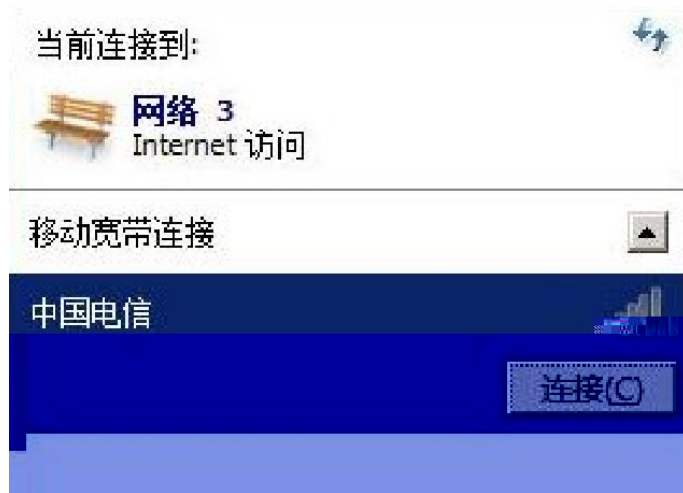 当前连接到:
网络 3
Internet 访问
移动宽带连接
中国电信
连接(C)